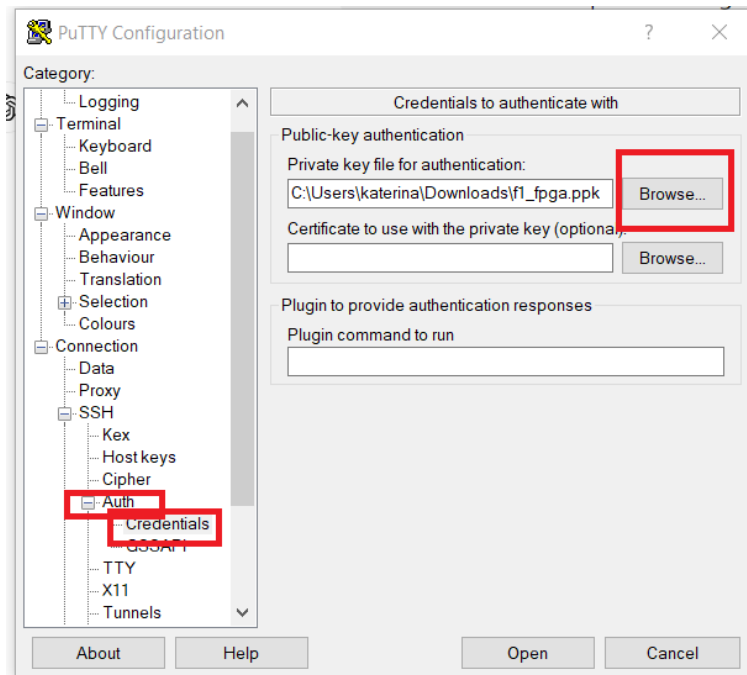 PuTTY Configuration
?
Category:
Logging
Terminal
Keyboard
Bell
Features
Window
Appearance
Behaviour
Translation
Selection
Colours
Connection
Data
Proxy
SSH
Kex
Host keys
Cipher
Auth
Credentials
GSSAPI
TTY
X11
Tunnels
Credentials to authenticate with
Public-key authentication
Private key file for authentication:
C:\Users\katerina\Downloads\f1_fpga.ppk
Browse...
Certificate to use with the private key (optional):
Browse...
Plugin to provide authentication responses
Plugin command to run
About
Help
Open
Cancel